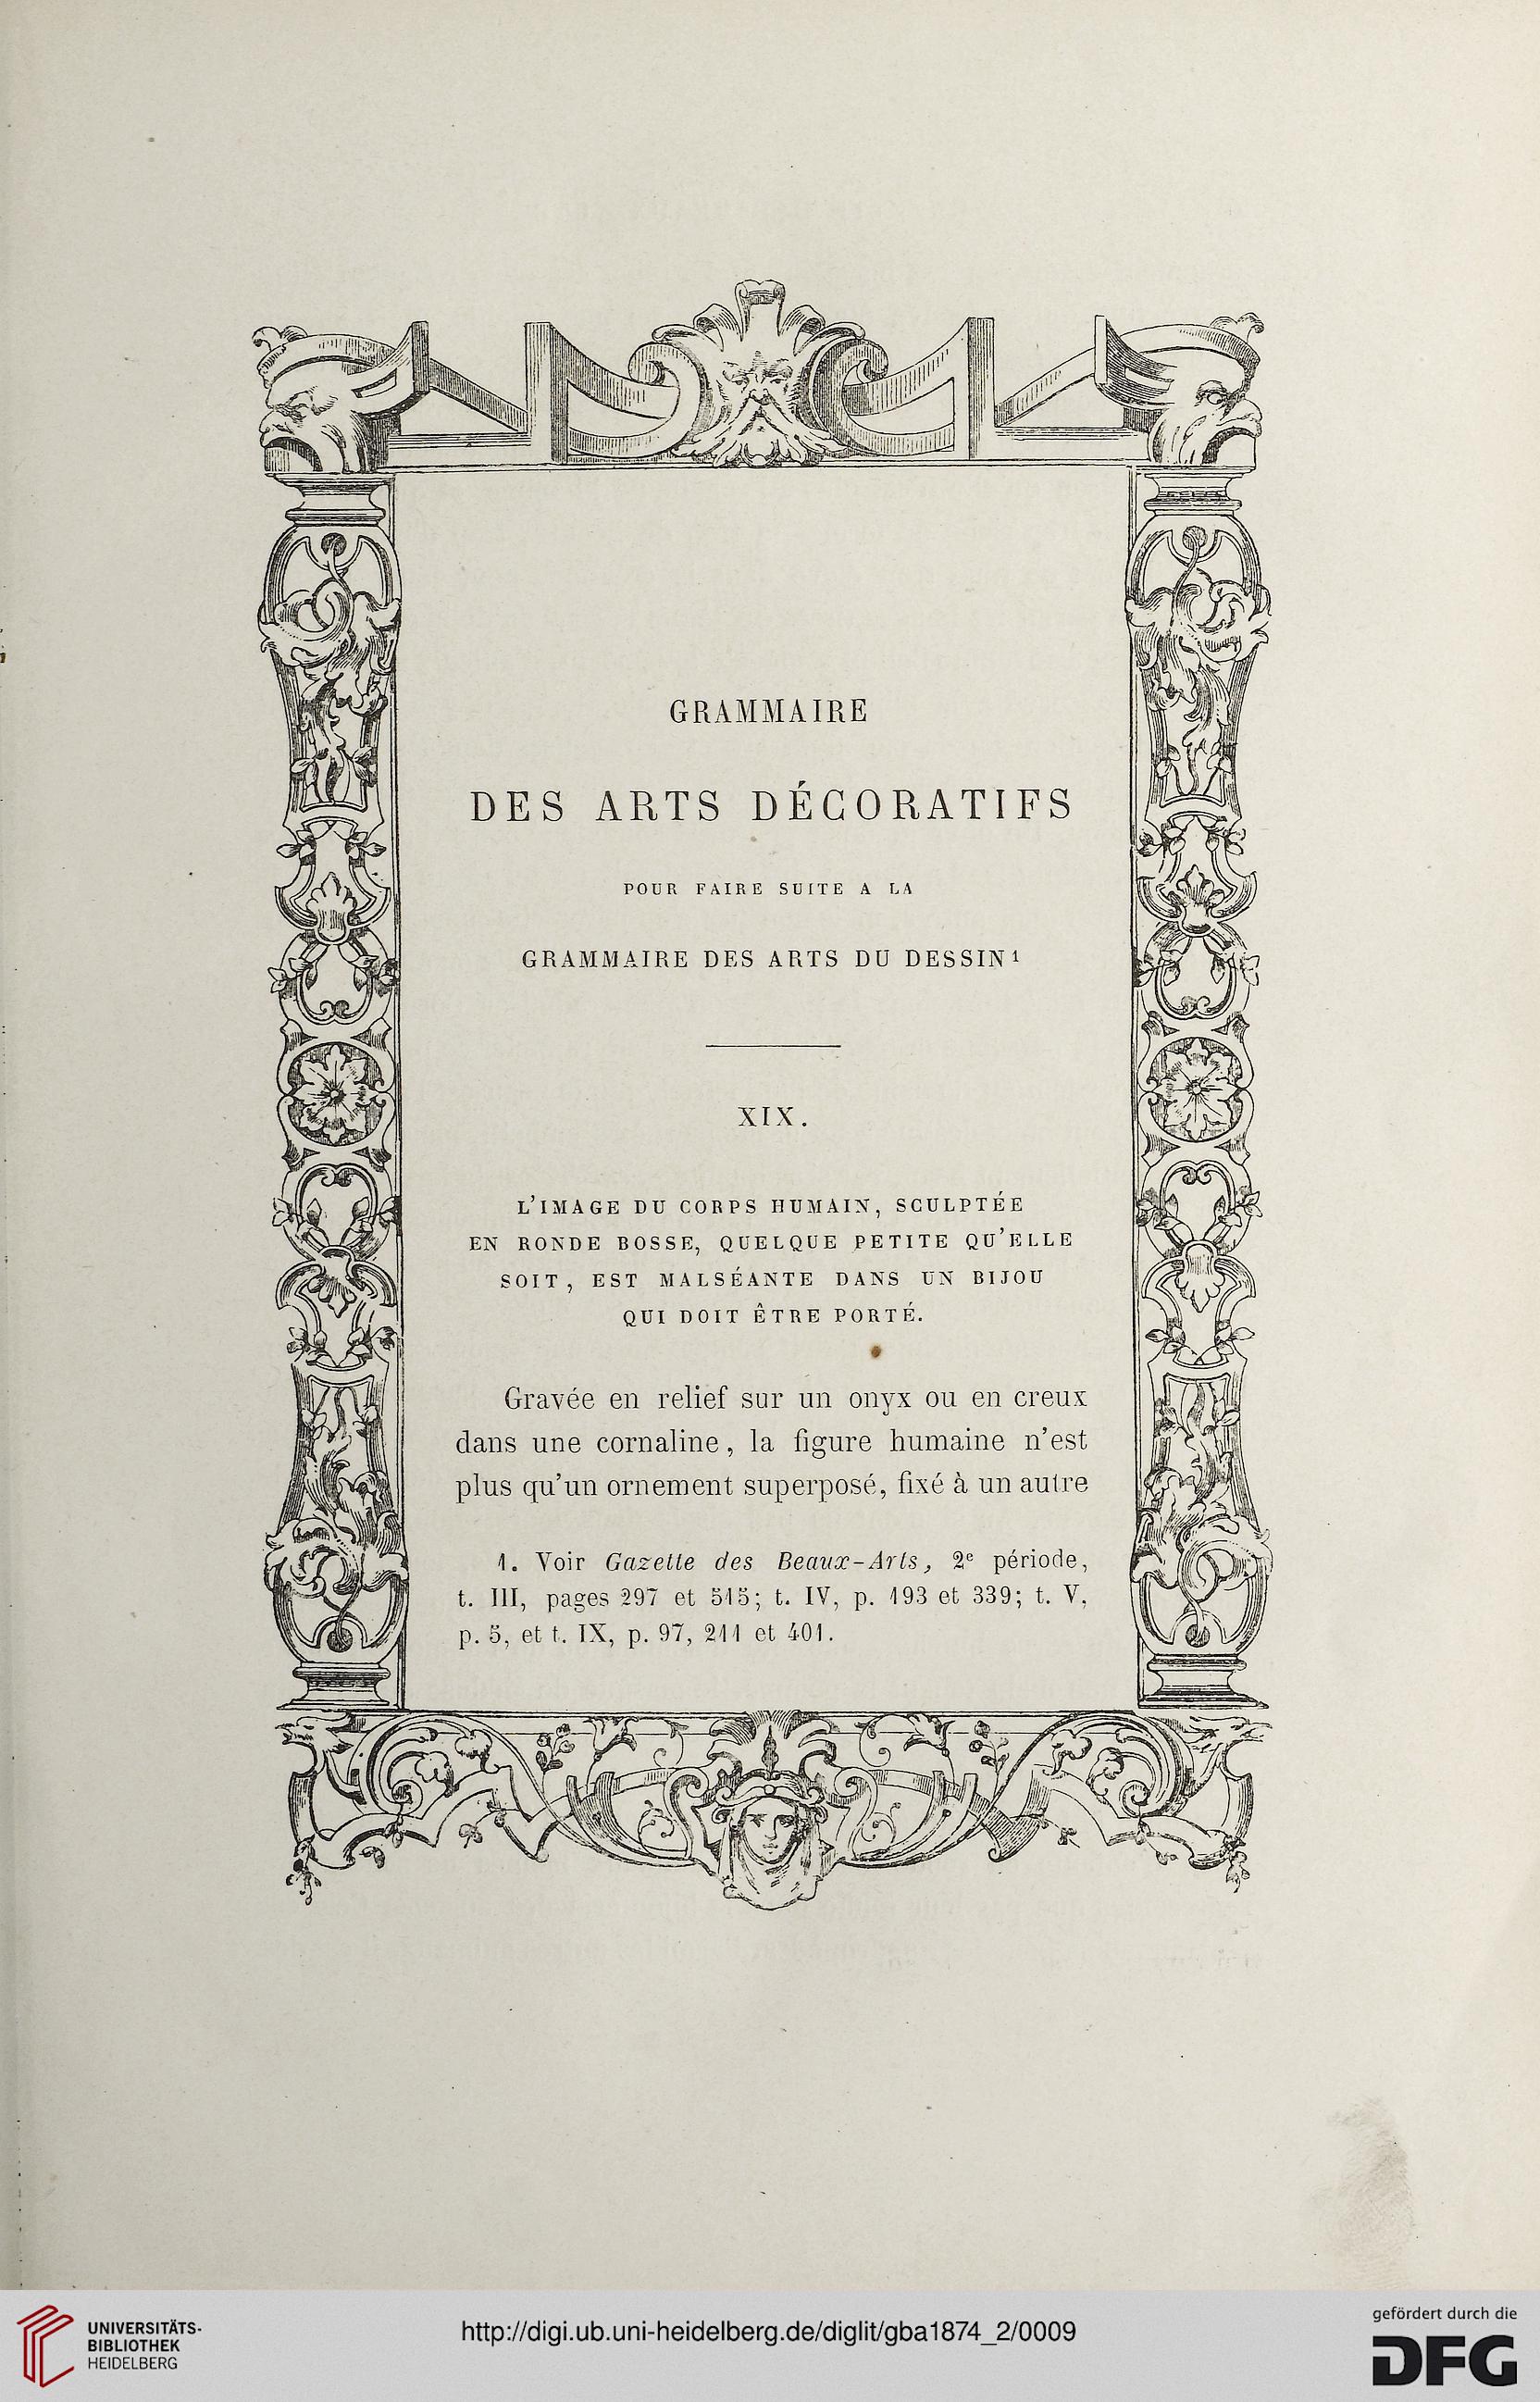 GRAMMAIRE
DES ARTS DÉCORATIFS
POUR FAIRE SUITE A LA
GRAMMAIRE DES ARTS DU DESSIN¹
XIX.
L'IMAGE DU CORPS HUMAIN, SCULPTÉE
EN RONDE BOSSE, QUELQUE PETITE QU'ELLE
SOIT, EST MALSÉANTE DANS UN BIJOU
QUI DOIT ÊTRE PORTÉ.
Gravée en relief sur un onyx ou en creux
dans une cornaline, la figure humaine n'est
plus qu'un ornement superposé, fixé à un autre
1. Voir Gazette des Beaux-Arts, 2e période,
t. III, pages 297 et 515; t. IV, p. 193 et 339; t. V,
p. 5, et t. IX, p. 97, 211 et 401.
UNIVERSITÄTS-
BIBLIOTHEK
HEIDELBERG
http://digi.ub.uni-heidelberg.de/diglit/gba1874_2/0009
gefördert durch die
DFG